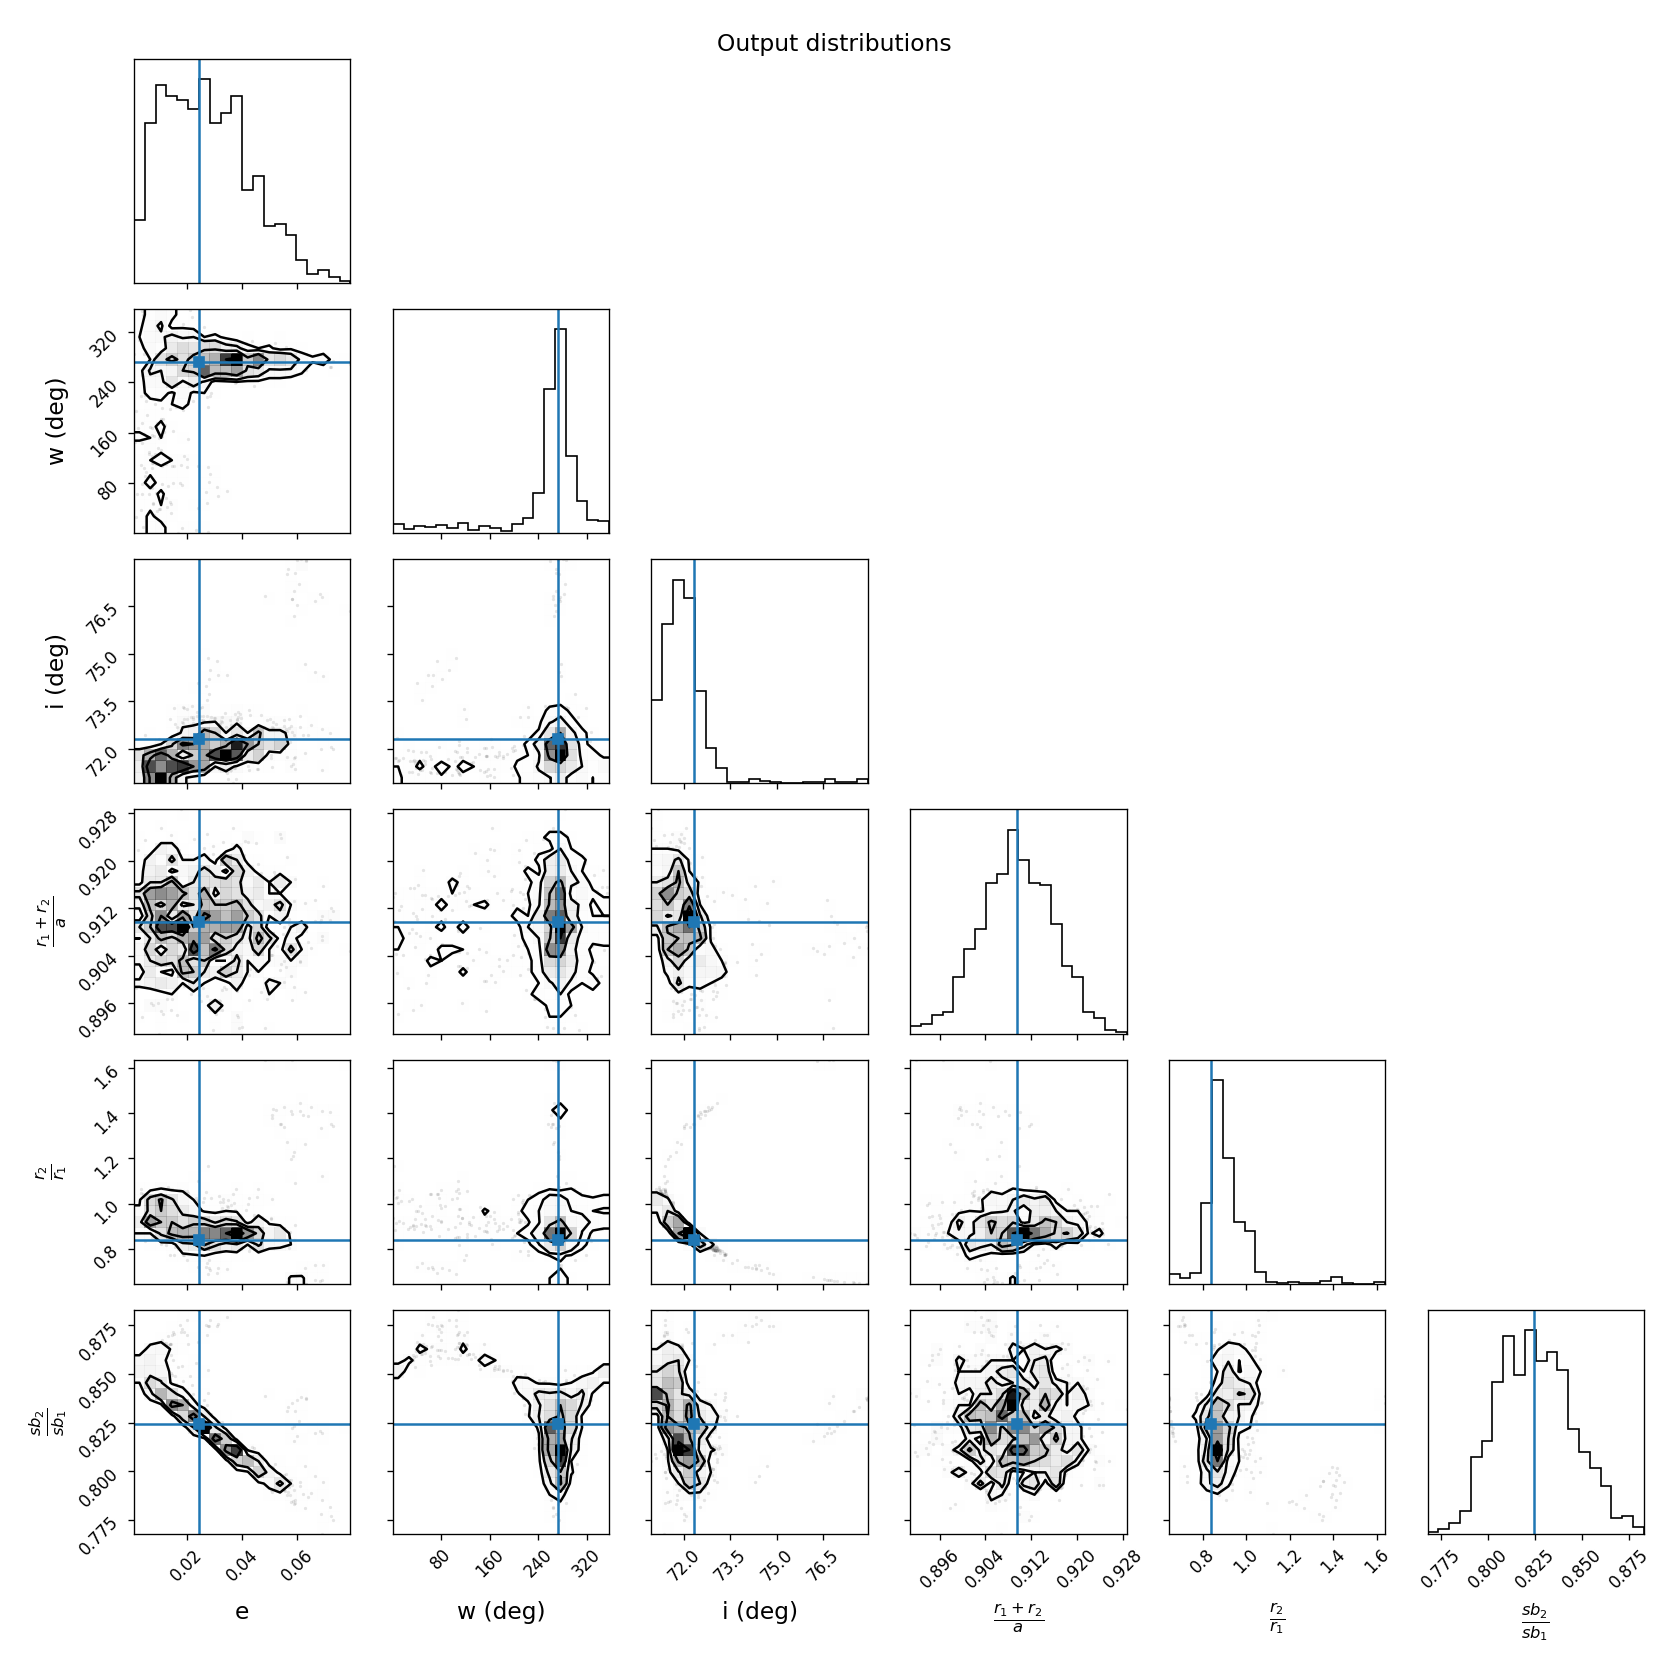 Output distributions
320
240
160
80
w (deg)
76.5
75.0
73.5
72.0
i (deg)
0.928
0.920
0.912
0.904
0.896
r₁ + r₂
a
1.6
1.4
1.2
1.0
0.8
r₂
r₁
0.875
0.850
0.825
0.800
0.775
sb₂
sb₁
0.02 0.04 0.06 80 160 240 320 72.0 73.5 75.0 76.5 0.896 0.904 0.912 0.920 0.928 0.8 1.0 1.2 1.4 1.6 0.775 0.800 0.825 0.850 0.875
e w (deg) i (deg)
r₁ + r₂ r₂ sb₂
a r₁ sb₁